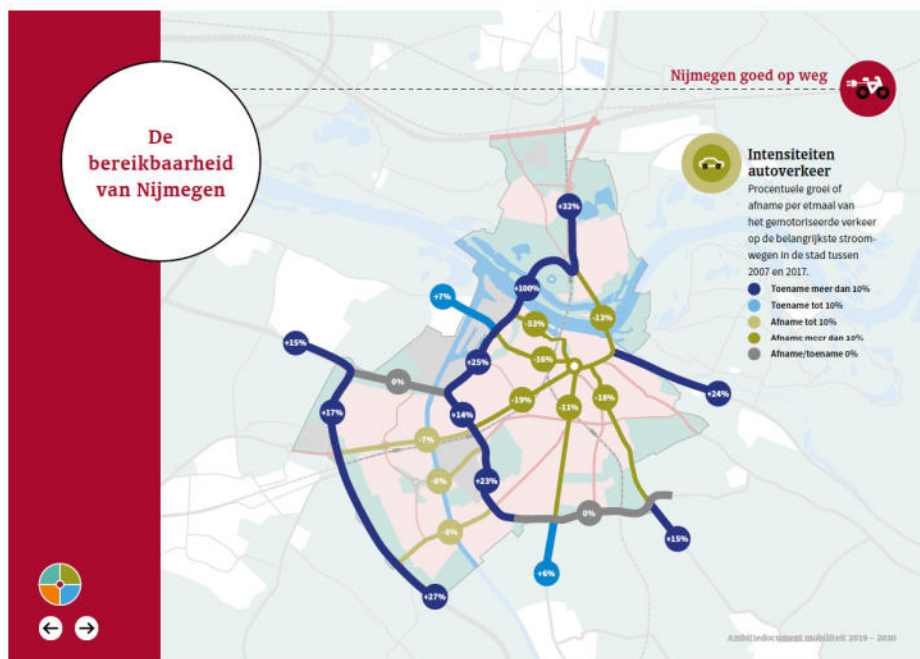 De
bereikbaarheid
van Nijmegen
Nijmegen goed op weg
Intensiteiten
autoverkeer
Procentuele groei of
afname per etmaal van
het gemotoriseerde verkeer
op de belangrijkste stroom-
wegen in de stad tussen
2007 en 2017.
Toename meer dan 10%
Toename tot 10%
Afname tot 10%
Afname meer dan 10%
Afname/toename 0%
+32%
+100%
+7%
-53%
-13%
+15%
-16%
+25%
0%
+24%
+17%
-19%
-18%
-11%
+14%
-7%
-8%
+23%
0%
-6%
+15%
+6%
+27%
Ambitiedocument mobiliteit 2019 – 2030